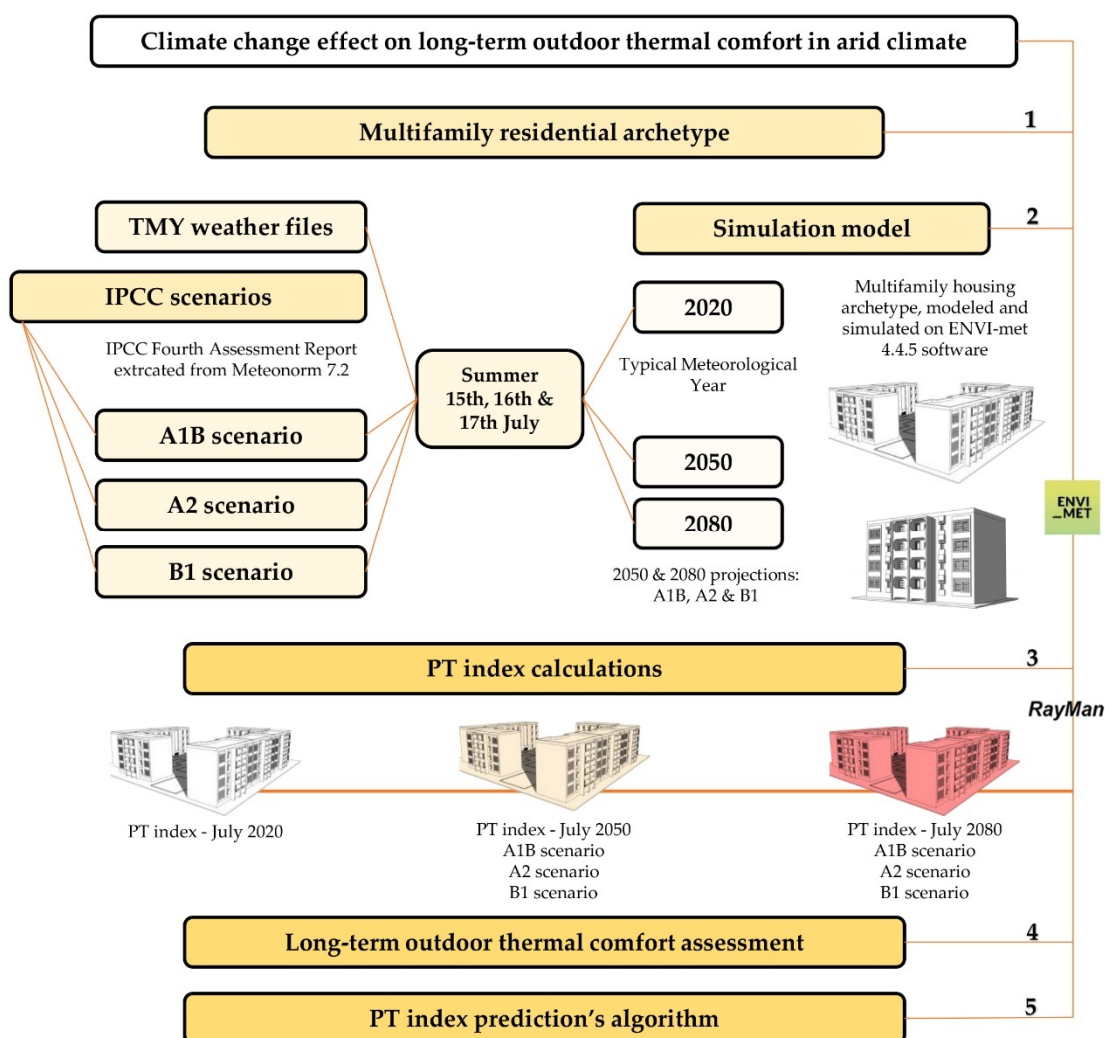 Climate change effect on long-term outdoor thermal comfort in arid climate
Multifamily residential archetype
1
TMY weather files
Simulation model
2
IPCC scenarios
IPCC Fourth Assessment Report
extrcated from Meteonorm 7.2
A1B scenario
A2 scenario
B1 scenario
Summer
15th, 16th &
17th July
2020
Typical Meteorological
Year
2050
2080
2050 & 2080 projections:
A1B, A2 & B1
Multifamily housing
archetype, modeled and
simulated on ENVI-met
4.4.5 software
ENVI
_MET
PT index calculations
3
RayMan
PT index - July 2020
PT index - July 2050
A1B scenario
A2 scenario
B1 scenario
PT index - July 2080
A1B scenario
A2 scenario
B1 scenario
Long-term outdoor thermal comfort assessment
4
PT index prediction's algorithm
5